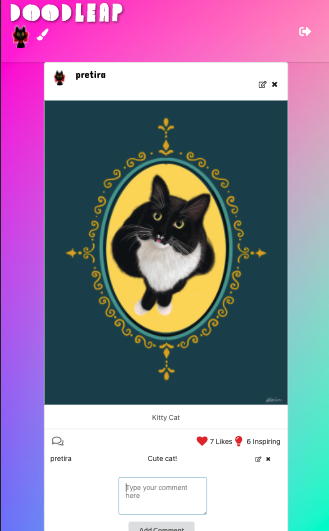 DOODLEAP
pretira
Kitty Cat
7 Likes 6 Inspiring
pretira Cute cat!
Type your comment
here
Add Comment